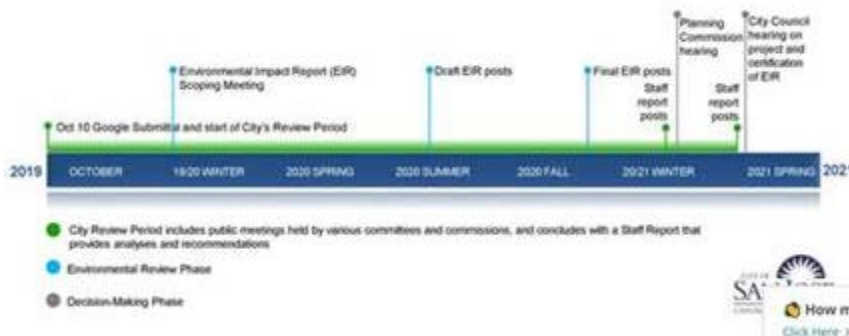 Planning
Commission
hearing
City Council
hearing on
project and
certification
of EIR
Environmental Impact Report (EIR)
Scoping Meeting
Draft EIR posts
Final EIR posts
Staff
report
posts
Staff
report
posts
Oct 10 Google Submittal and start of City's Review Period
2019
OCTOBER
19/20 WINTER
2020 SPRING
2020 SUMMER
2020 FALL
20/21 WINTER
2021 SPRING
2021
City Review Period includes public meetings held by various committees and commissions, and concludes with a Staff Report that
provides analyses and recommendations
Environmental Review Phase
Decision-Making Phase
CITY OF
How m
Click Here